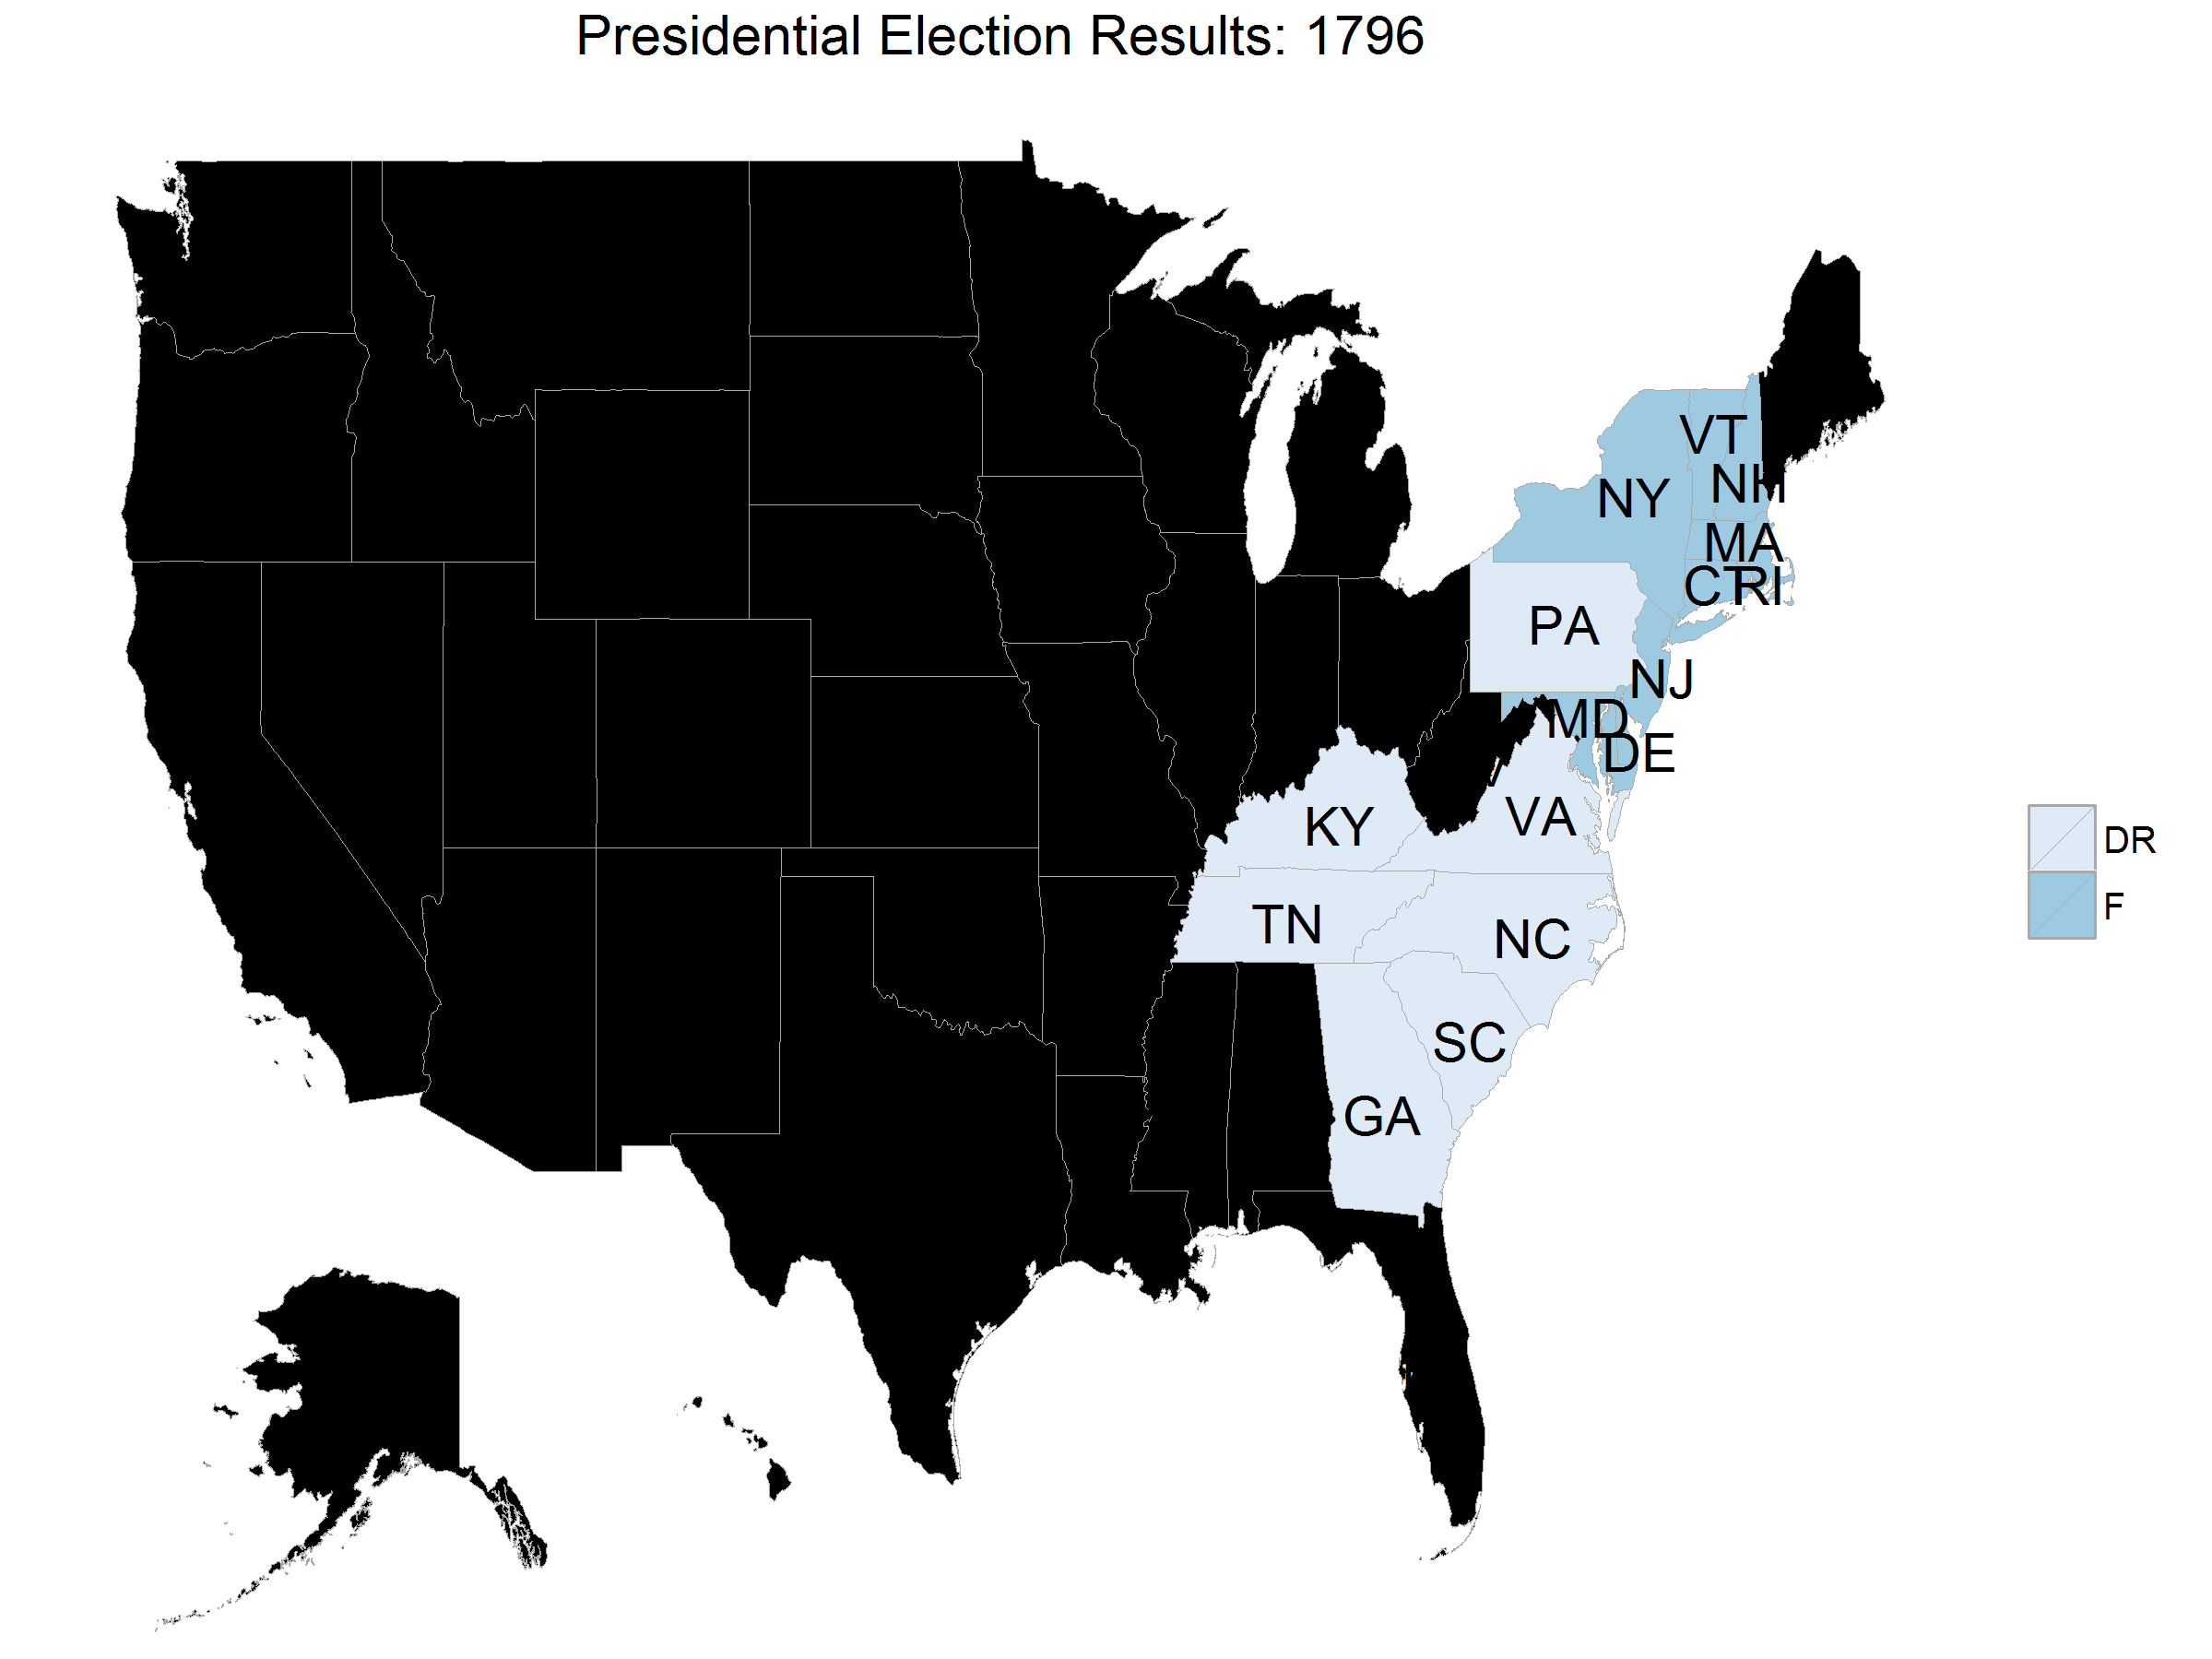 Presidential Election Results: 1796
VT
NH
NY
MA
CT
RI
PA
NJ
MD
DE
VA
KY
DR
F
TN
NC
SC
GA